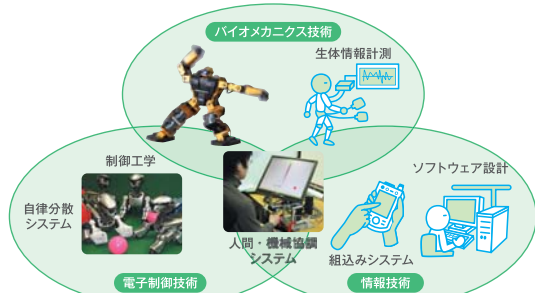 バイオメカニクス技術
生体情報計測
制御工学
ソフトウェア設計
自律分散
システム
人間・機械協調
システム
組込みシステム
電子制御技術
情報技術